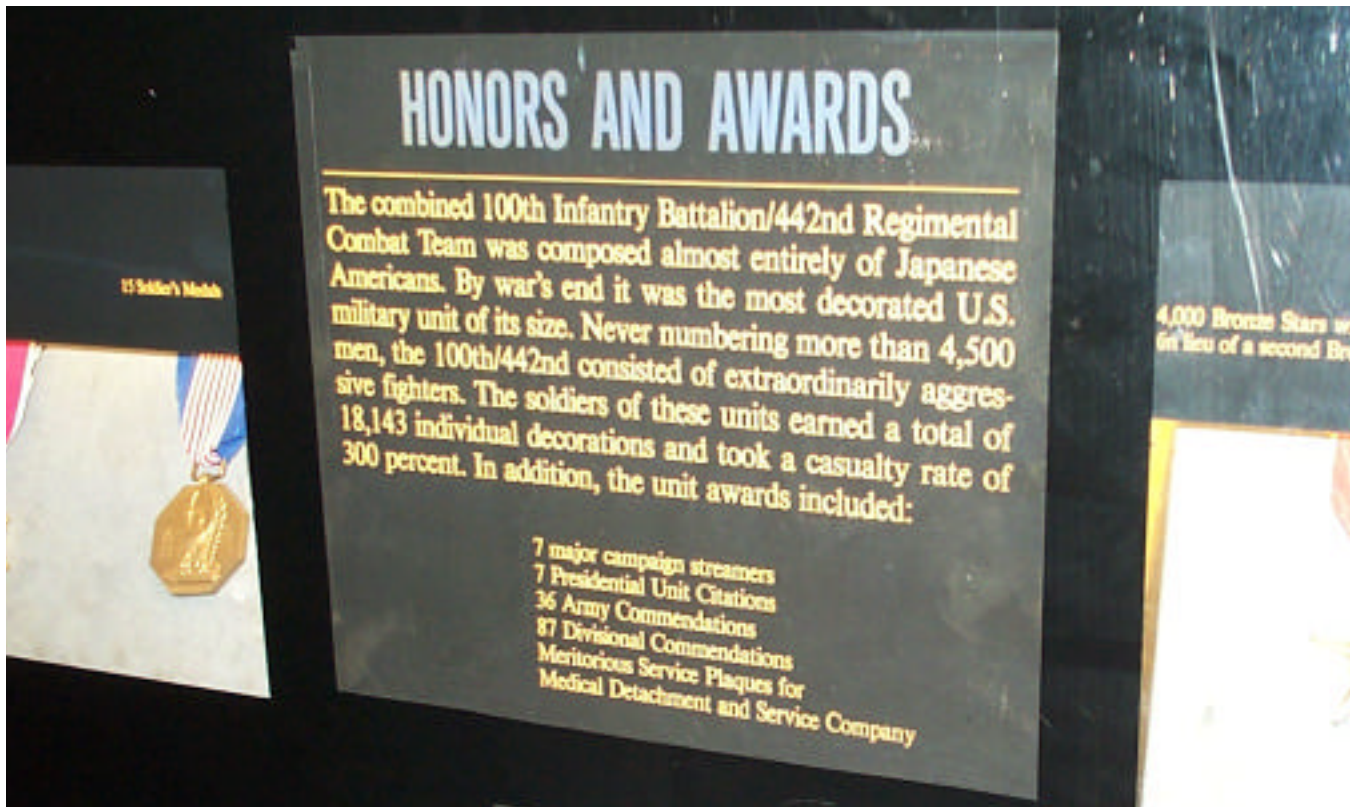 HONORS AND AWARDS
The combined 100th Infantry Battalion/442nd Regimental
Combat Team was composed almost entirely of Japanese
Americans. By war's end it was the most decorated U.S.
military unit of its size. Never numbering more than 4,500
men, the 100th/442nd consisted of extraordinarily aggres-
sive fighters. The soldiers of these units earned a total of
18,143 individual decorations and took a casualty rate of
300 percent. In addition, the unit awards included:
7 major campaign streamers
7 Presidential Unit Citations
36 Army Commendations
87 Divisional Commendations
Meritorious Service Plaques for
Medical Detachment and Service Company
15 Soldier's Medals
4,000 Bronze Stars
(in lieu of a second